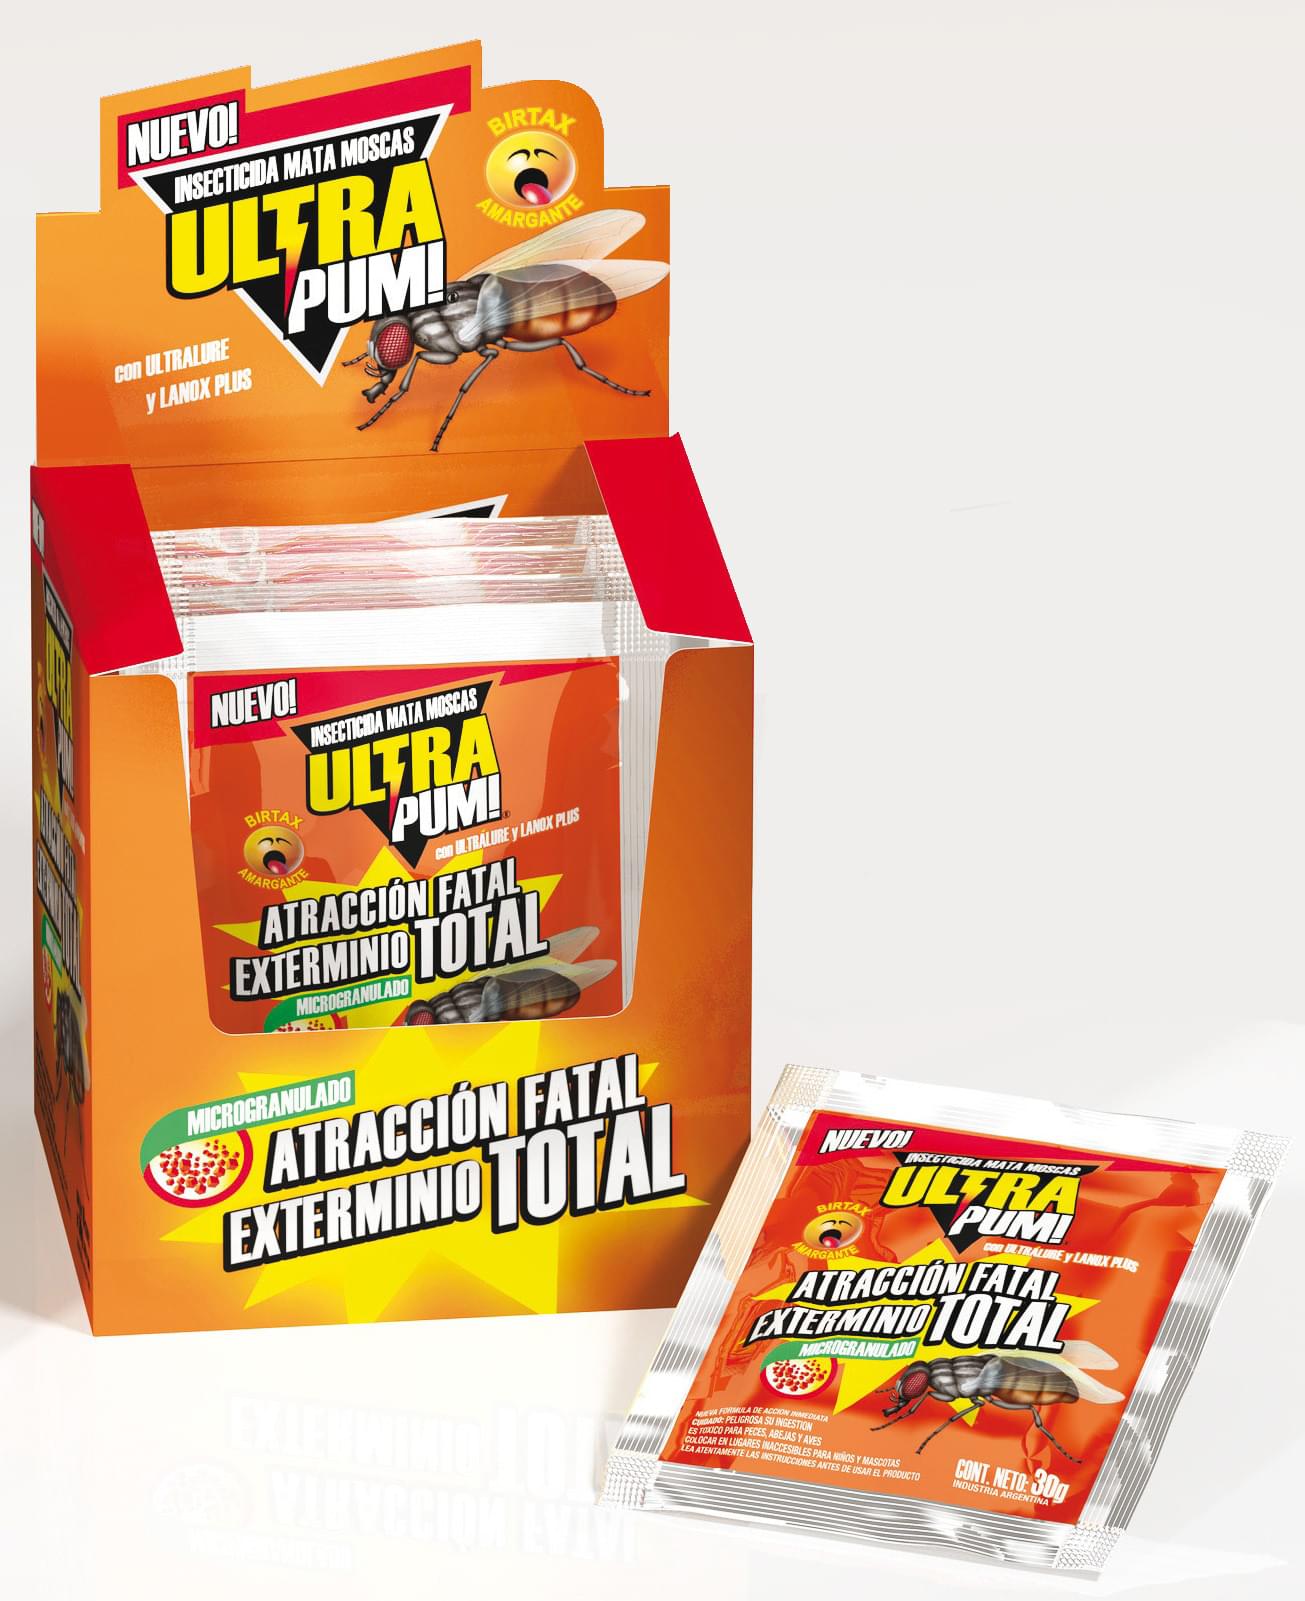 NUEVO!
INSECTICIDA MATA MOSCAS
ULTRA
PUM!
BIRTAX
AMARGANTE
con ULTRALURE
y LANOX PLUS
NUEVO!
INSECTICIDA MATA MOSCAS
ULTRA
PUM!®
con ULTRALURE y LANOX PLUS
BIRTAX
AMARGANTE
ATRACCIÓN FATAL
EXTERMINIO TOTAL
MICROGRANULADO
MICROGRANULADO
ATRACCIÓN FATAL
EXTERMINIO TOTAL
NUEVO!
INSECTICIDA MATA MOSCAS
ULTRA
PUM!
con ULTRALURE y LANOX PLUS
BIRTAX
AMARGANTE
ATRACCIÓN FATAL
EXTERMINIO TOTAL
MICROGRANULADO
NUEVA FORMULA DE ACCION INMEDIATA
CUIDADO: PELIGROSA SU INGESTION
ES TOXICO PARA PECES, ABEJAS Y AVES
COLOCAR EN LUGARES INACCESIBLES PARA NIÑOS Y MASCOTAS
LEA ATENTAMENTE LAS INSTRUCCIONES ANTES DE USAR EL PRODUCTO
CONT. NETO: 30g
INDUSTRIA ARGENTINA
ULTRA